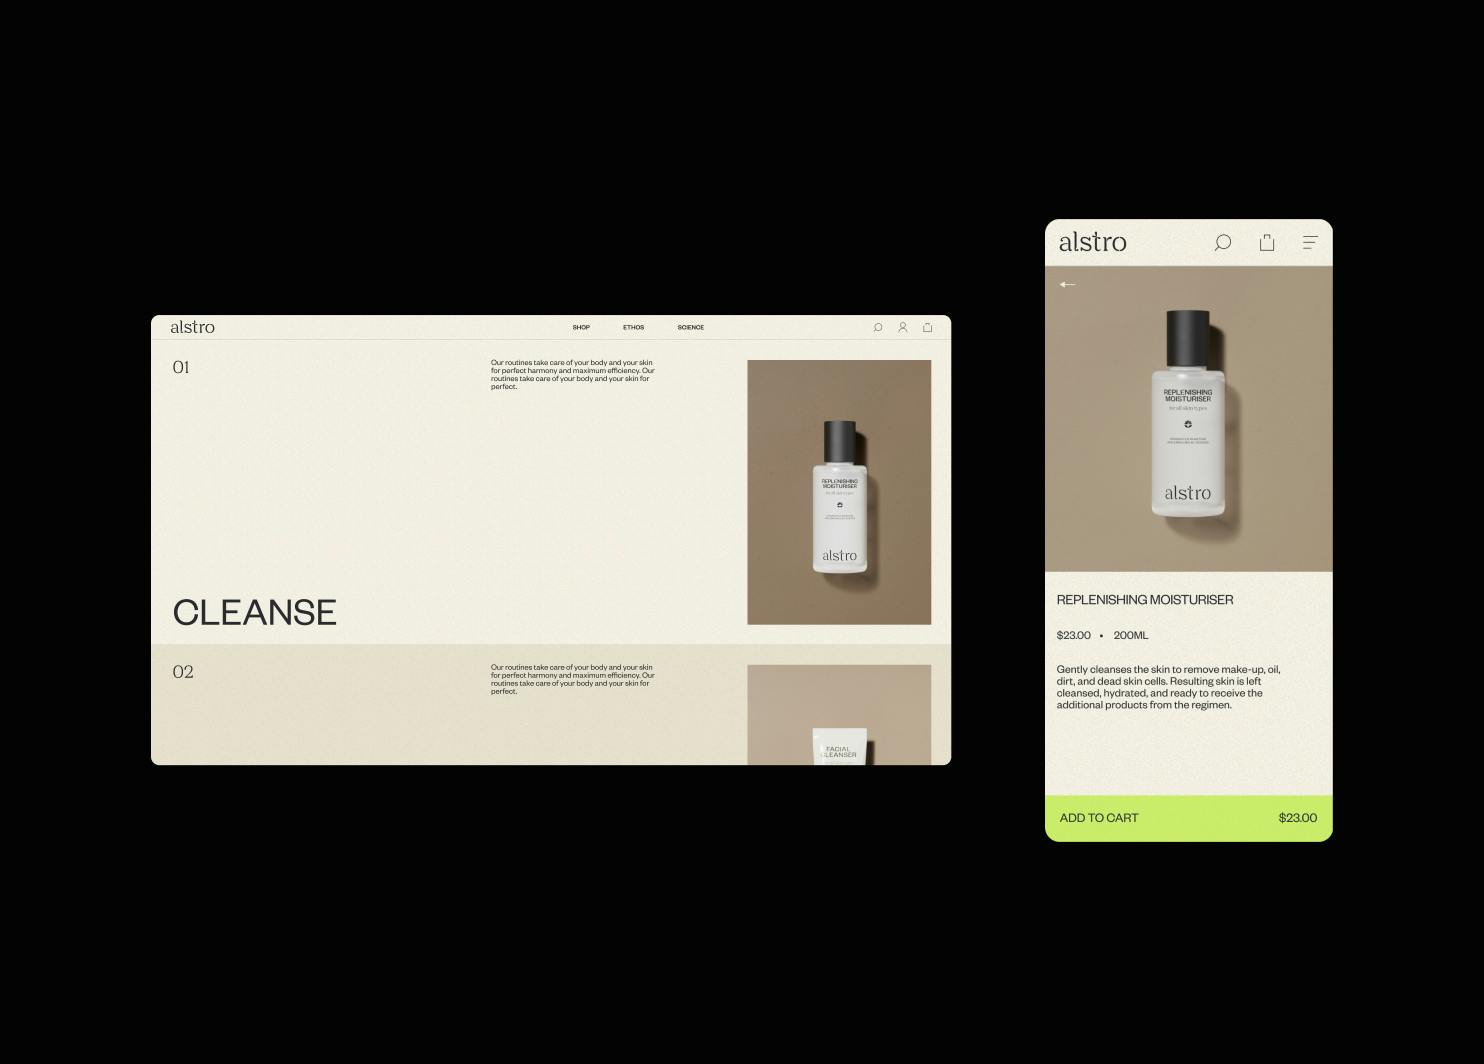 alstro
SHOP ETHOS SCIENCE
01
Our routines take care of your body and your skin
for perfect harmony and maximum efficiency. Our
routines take care of your body and your skin for
perfect.
REPLENISHING
MOISTURISER
for all skin types
alstro
CLEANSE
02
Our routines take care of your body and your skin
for perfect harmony and maximum efficiency. Our
routines take care of your body and your skin for
perfect.
FACIAL
CLEANSER
alstro
REPLENISHING
MOISTURISER
for all skin types
alstro
REPLENISHING MOISTURISER
$23.00 • 200ML
Gently cleanses the skin to remove make-up, oil,
dirt, and dead skin cells. Resulting skin is left
cleansed, hydrated, and ready to receive the
additional products from the regimen.
ADD TO CART $23.00